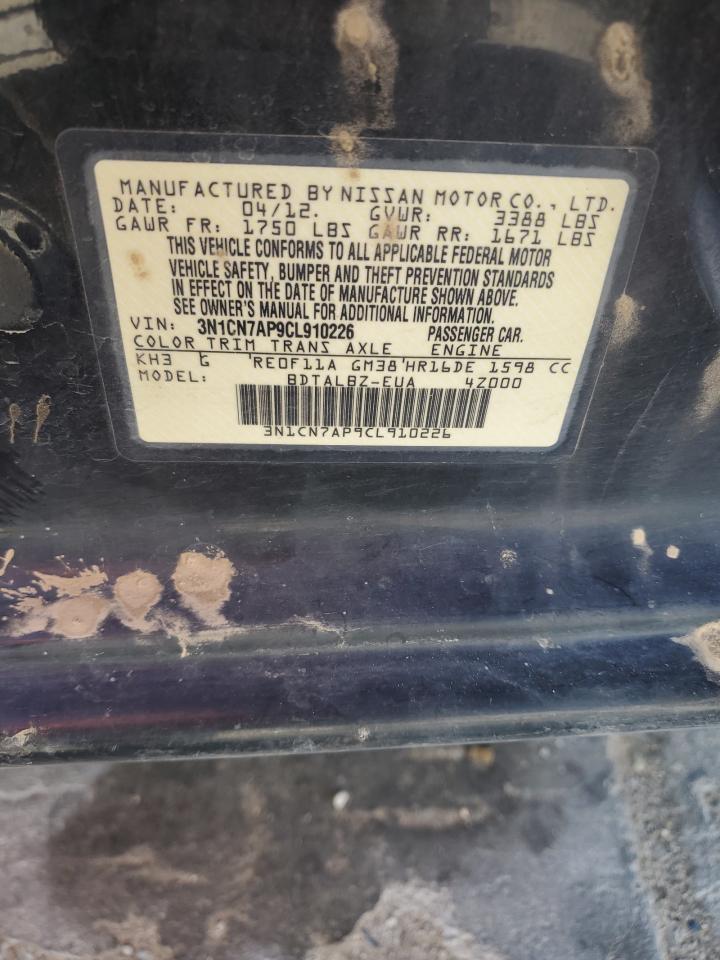 MANUFACTURED BY NISSAN MOTOR CO., LTD.
DATE: 04/12. GVWR: 3388 LBS
GAWR FR: 1750 LBS GAWR RR: 1671 LBS
THIS VEHICLE CONFORMS TO ALL APPLICABLE FEDERAL MOTOR
VEHICLE SAFETY, BUMPER AND THEFT PREVENTION STANDARDS
IN EFFECT ON THE DATE OF MANUFACTURE SHOWN ABOVE.
SEE OWNER'S MANUAL FOR ADDITIONAL INFORMATION.
VIN: 3N1CN7AP9CL910226 PASSENGER CAR.
COLOR TRIM TRANS AXLE ENGINE
KH3 G RE0F11A GM38 HR16DE 1598 CC
MODEL: BDTALBZ-EUA 4Z000
3N1CN7AP9CL910226